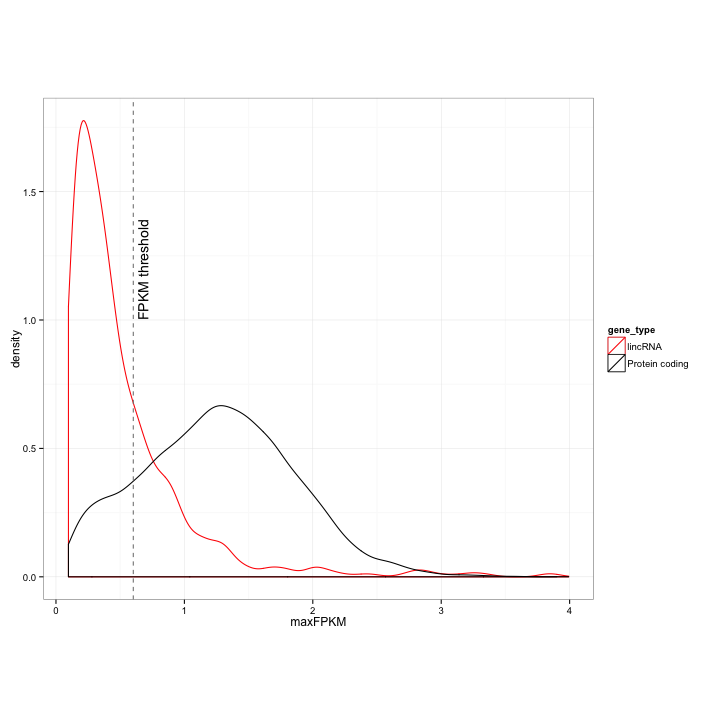 1.5
1.0
0.5
0.0
density
FPKM threshold
0 1 2 3 4
maxFPKM
gene_type
lincRNA
Protein coding